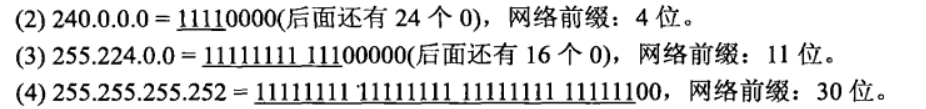 (2) 240.0.0.0 = 11110000(后面还有 24 个 0)，网络前缀：4 位。
(3) 255.224.0.0 = 11111111 11100000(后面还有 16 个 0)，网络前缀：11 位。
(4) 255.255.255.252 = 11111111 11111111 11111111 11111100，网络前缀：30 位。